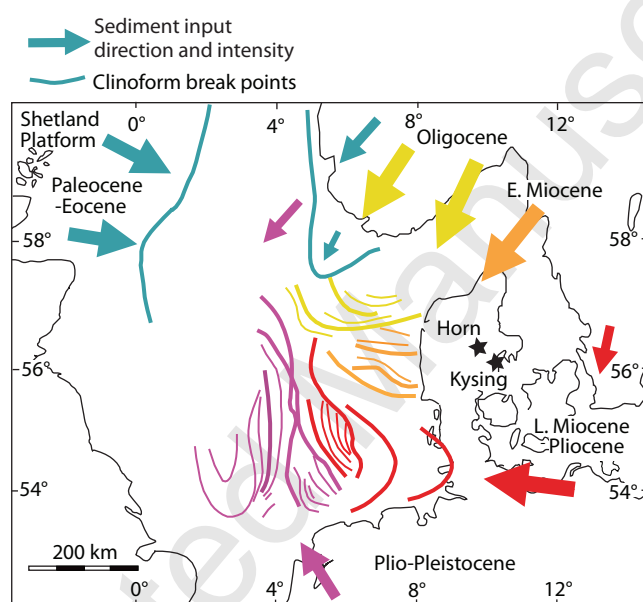 Sediment input
direction and intensity
Clinoform break points
0° 4° 8° 12°
Shetland
Platform
Oligocene
Paleocene
-Eocene
E. Miocene
58° 58°
Horn
56° 56°
Kysing
L. Miocene
Pliocene
54° 54°
200 km
Plio-Pleistocene
0° 4° 8° 12°